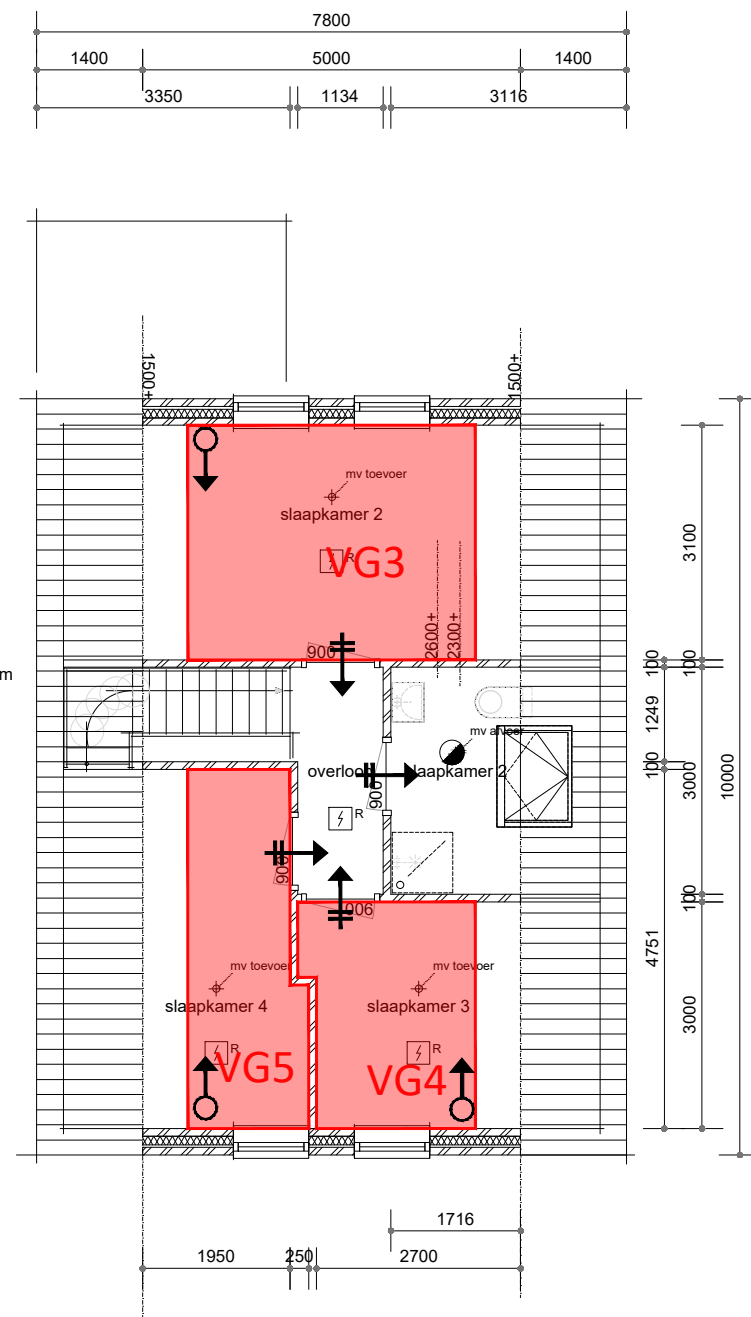 7800
1400 5000 1400
3350 1134 3116
1500+ 1500+
mv toevoer
slaapkamer 2
R
VG3
2600+ 2300+
3100
900
m
100 100
1249
mv afvoer
overloop slaapkamer 2
100 3000 10000
900
R
900
900
100
4751
mv toevoer mv toevoer
slaapkamer 4 slaapkamer 3
3000
R R
VG5 VG4
1716
1950 250 2700